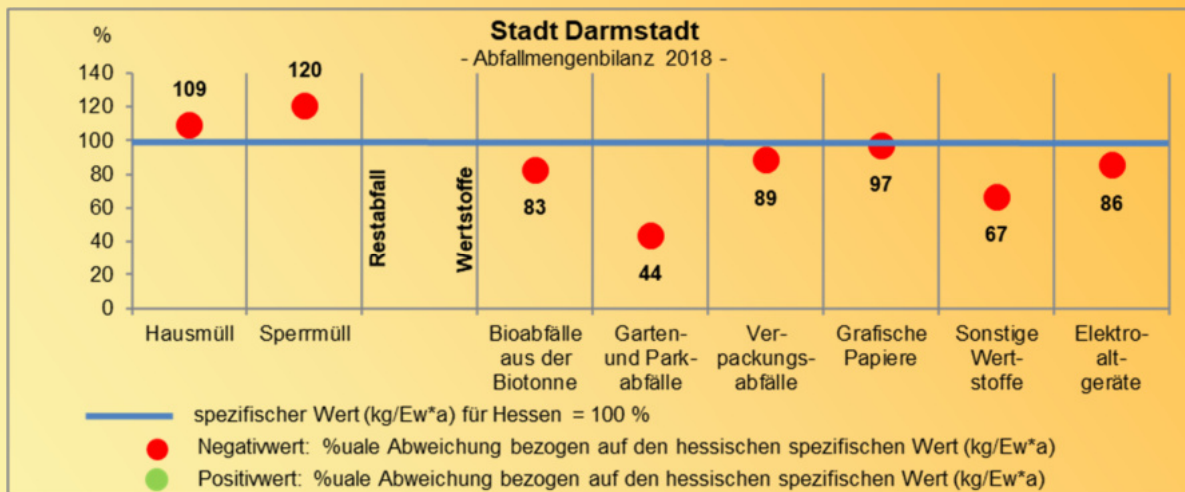 Stadt Darmstadt
- Abfallmengenbilanz 2018 -
%
140
120
100
80
60
40
20
0
109
120
Restabfall
Wertstoffe
83
44
89
97
67
86
Hausmüll
Sperrmüll
Bioabfälle
aus der
Biotonne
Garten-
und Park-
abfälle
Ver-
packungs-
abfälle
Grafische
Papiere
Sonstige
Wert-
stoffe
Elektro-
alt-
geräte
spezifischer Wert (kg/Ew*a) für Hessen = 100 %
Negativwert: %uale Abweichung bezogen auf den hessischen spezifischen Wert (kg/Ew*a)
Positivwert: %uale Abweichung bezogen auf den hessischen spezifischen Wert (kg/Ew*a)